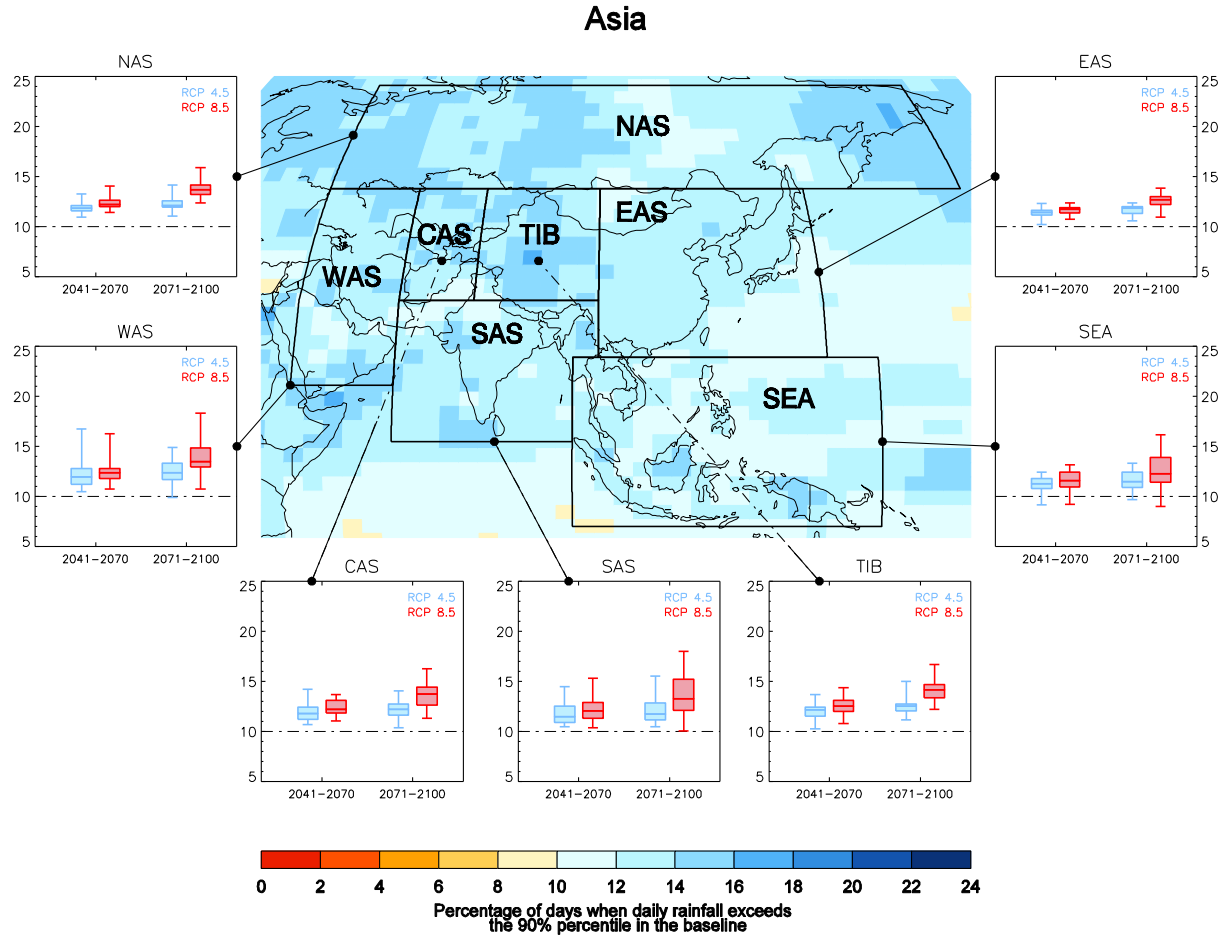 Asia
NAS
25
20
15
10
5
RCP 4.5
RCP 8.5
2041-2070 2071-2100
WAS
25
20
15
10
5
RCP 4.5
RCP 8.5
2041-2070 2071-2100
NAS
CAS
TIB
EAS
WAS
SAS
SEA
EAS
RCP 4.5
RCP 8.5
25
20
15
10
5
2041-2070 2071-2100
SEA
RCP 4.5
RCP 8.5
25
20
15
10
5
2041-2070 2071-2100
CAS
25
20
15
10
5
RCP 4.5
RCP 8.5
2041-2070 2071-2100
SAS
25
20
15
10
5
RCP 4.5
RCP 8.5
2041-2070 2071-2100
TIB
25
20
15
10
5
RCP 4.5
RCP 8.5
2041-2070 2071-2100
0 2 4 6 8 10 12 14 16 18 20 22 24
Percentage of days when daily rainfall exceeds
the 90% percentile in the baseline